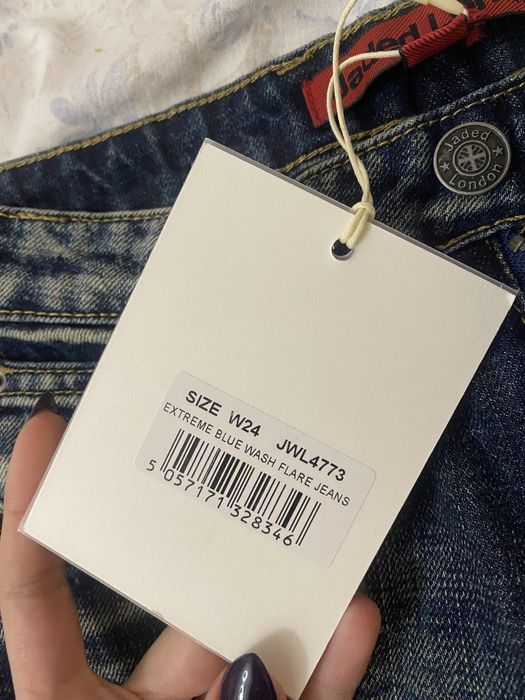 Jaded
London
SIZE W24 JWL4773
EXTREME BLUE WASH FLARE JEANS
5 057171 328346